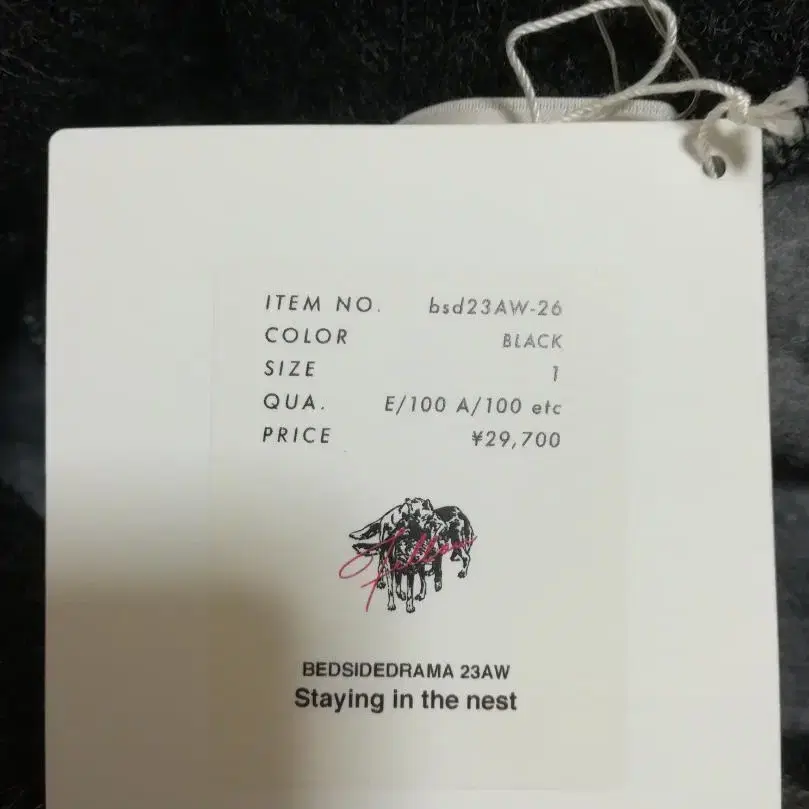 ITEM NO. bsd23AW-26
COLOR BLACK
SIZE 1
QUA. E/100 A/100 etc
PRICE ¥29,700
Fellow
BEDSIDEDRAMA 23AW
Staying in the nest